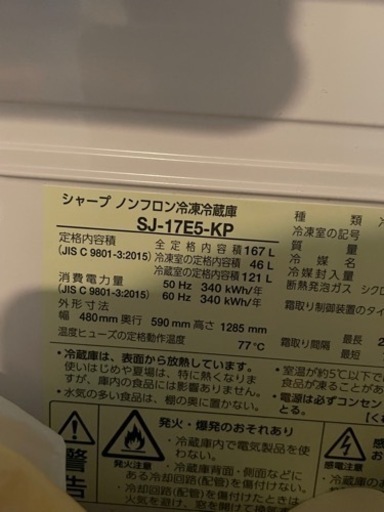 シャープ ノンフロン冷凍冷蔵庫
SJ-17E5-KP
定格内容積
(JIS C 9801-3:2015)
全定格内容積 167 L
冷凍室の定格内容積 46 L
冷蔵室の定格内容積 121 L
消費電力量
(JIS C 9801-3:2015)
50 Hz 340 kWh/年
60 Hz 340 kWh/年
外形寸法
幅 480mm 奥行 590mm 高さ 1285mm
温度ヒューズの定格動作温度 77℃
種 類
冷凍室の記号
質 量
冷 媒
冷媒封入量
断熱発泡ガス シクロ
霜取り制御装置のタイ
霜取り間隔
最長
最短
・冷蔵庫は、表面から放熱しています。
使いはじめや夏場は、特に熱くなりま
すが、庫内の食品には影響ありません。
・水気の多い食品は、棚の奥に置かない。
・室温が約5℃以下で
食品が凍ることがあ
・電源は必ずコンセン
とる。
警告
発火・爆発のおそれあり
発火注意
・冷蔵庫内で電気製品を使
わない。
・冷蔵庫背面・側面などに
ある冷却回路(配管)を傷付けない。
・冷却回路(配管)を傷付けたときは
感電注意